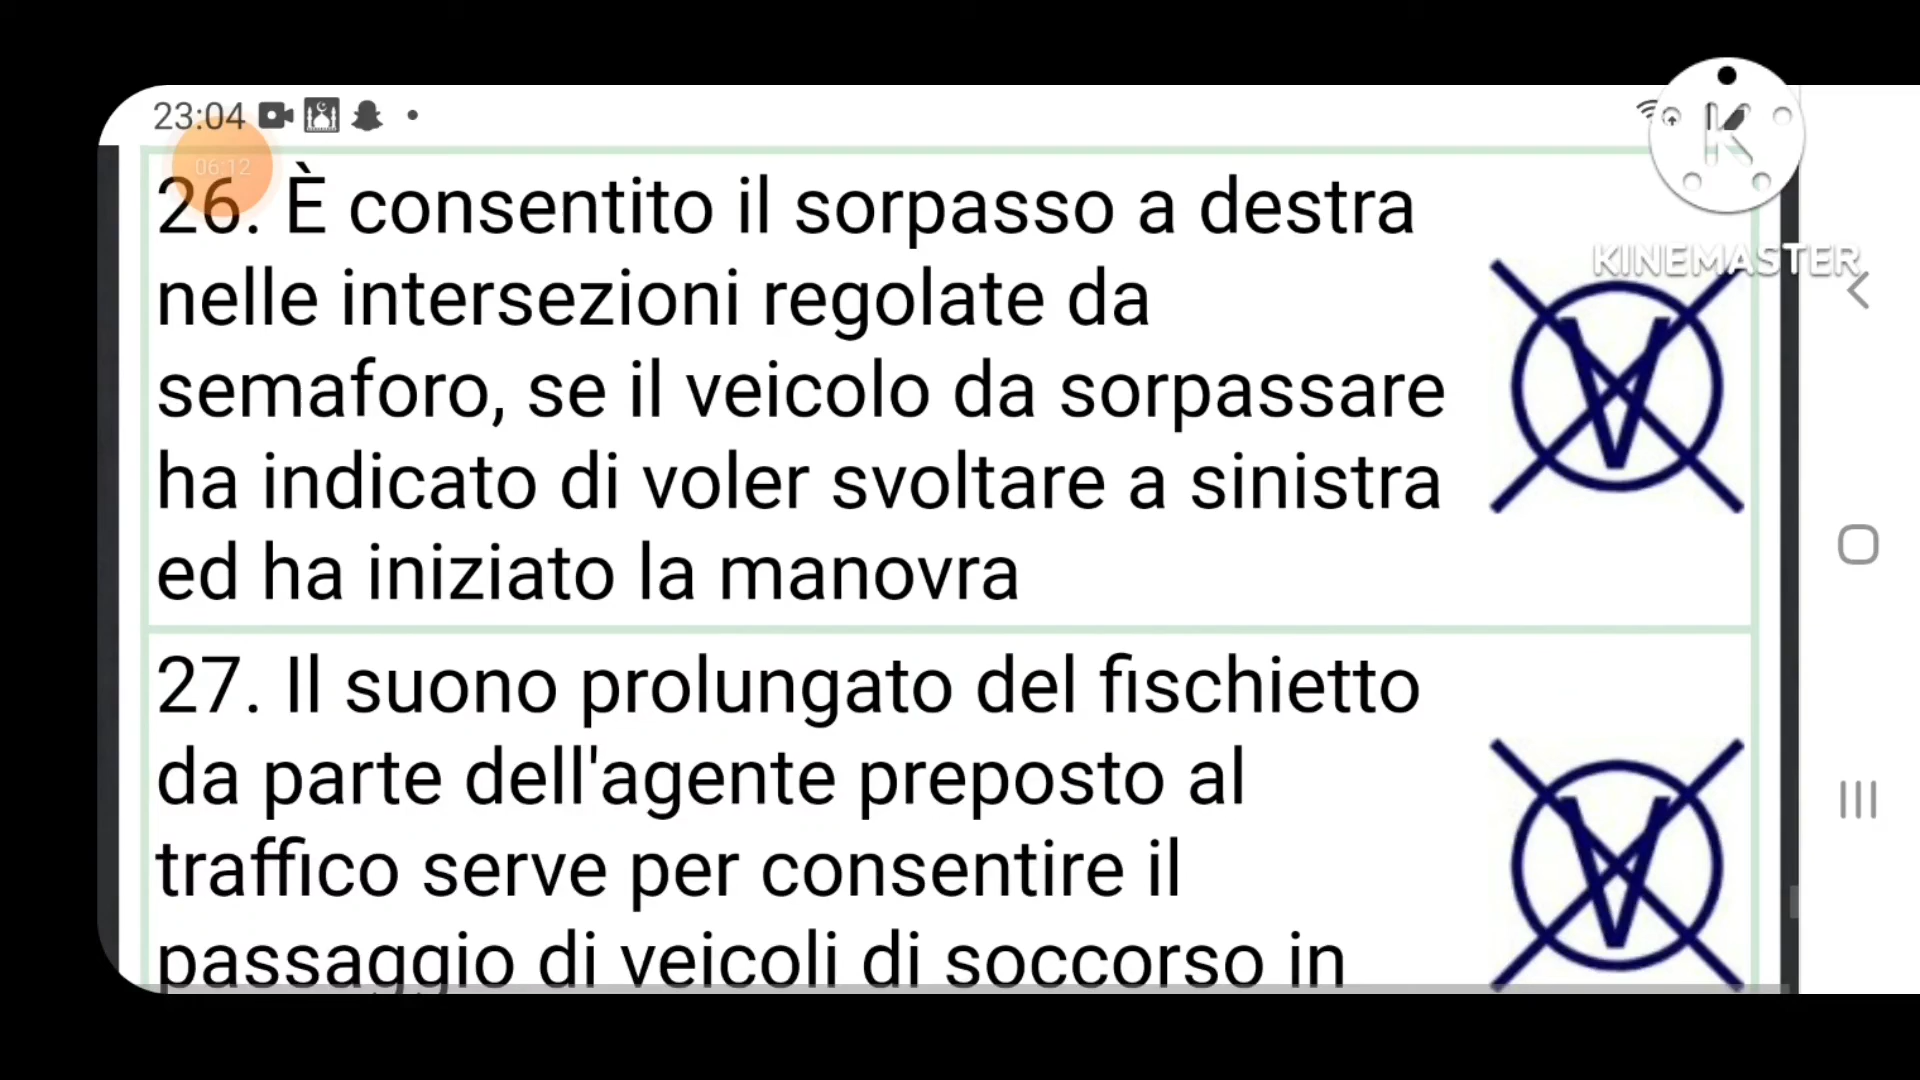 23:04
06:12
KINEMASTER
26. È consentito il sorpasso a destra
nelle intersezioni regolate da
semaforo, se il veicolo da sorpassare
ha indicato di voler svoltare a sinistra
ed ha iniziato la manovra
V
27. Il suono prolungato del fischietto
da parte dell'agente preposto al
traffico serve per consentire il
passaggio di veicoli di soccorso in
V